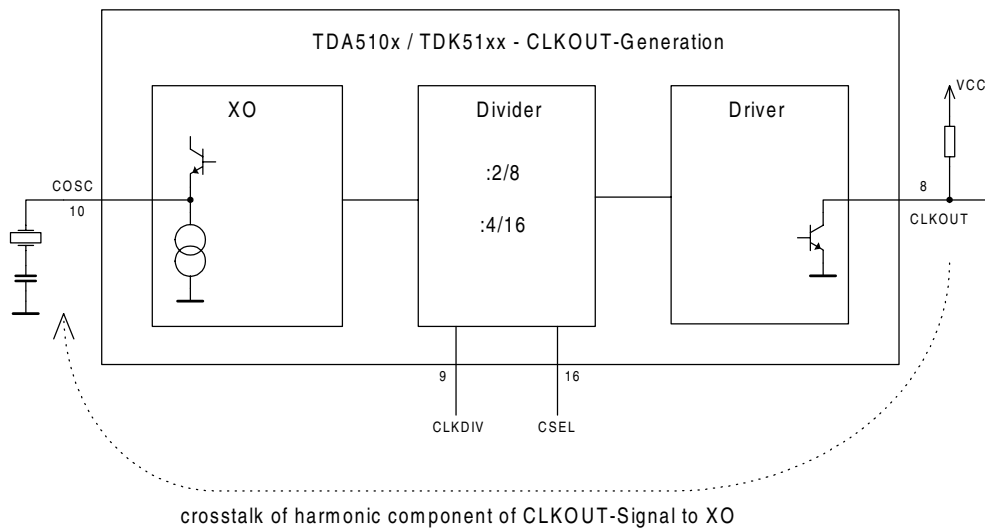 TDA510x / TDK51xx - CLKOUT-Generation
VCC
XO
Divider
Driver
:2/8
COSC
8
10
CLKOUT
:4/16
9
16
CLKDIV
CSEL
crosstalk of harmonic component of CLKOUT-Signal to XO